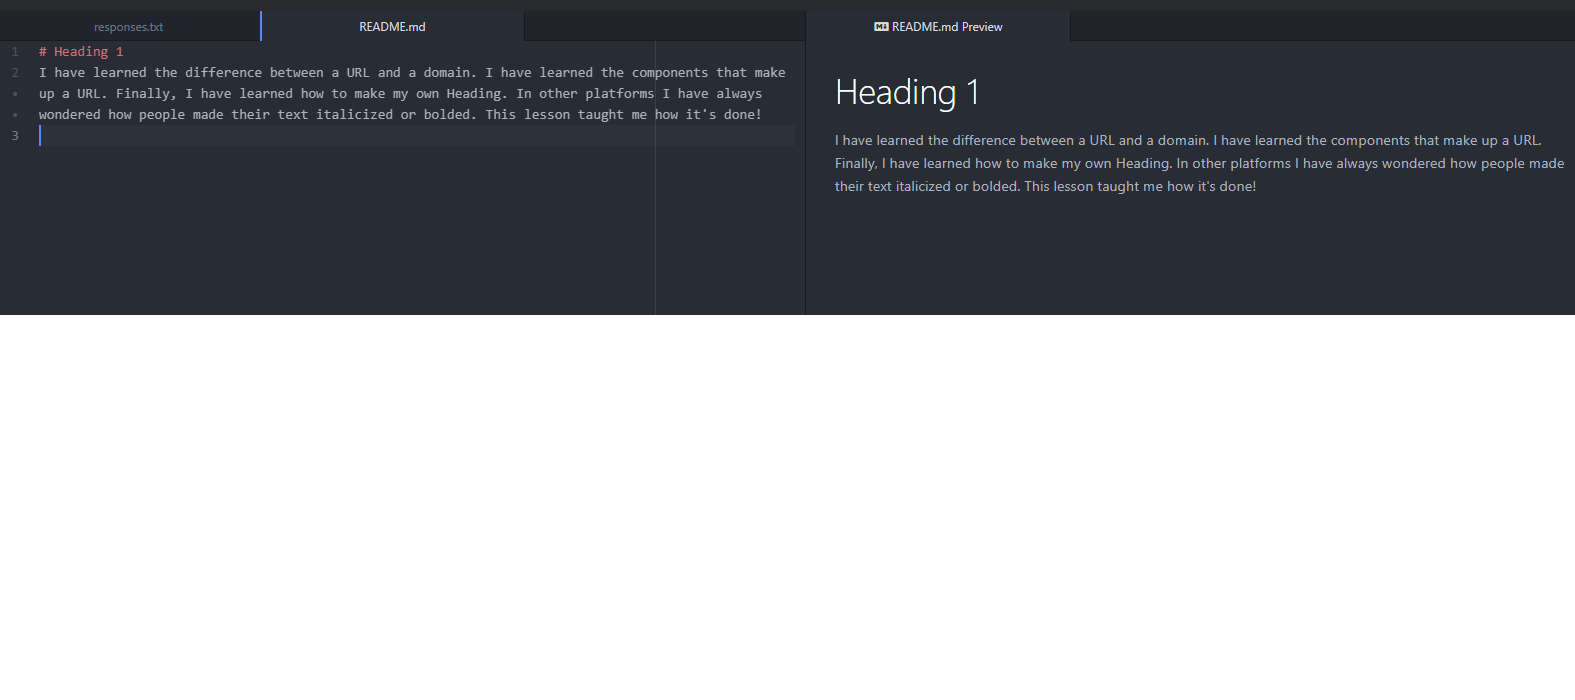 responses.txt
README.md
1 # Heading 1
2 I have learned the difference between a URL and a domain. I have learned the components that make
• up a URL. Finally, I have learned how to make my own Heading. In other platforms I have always
• wondered how people made their text italicized or bolded. This lesson taught me how it's done!
3
README.md Preview
Heading 1
I have learned the difference between a URL and a domain. I have learned the components that make up a URL.
Finally, I have learned how to make my own Heading. In other platforms I have always wondered how people made
their text italicized or bolded. This lesson taught me how it's done!